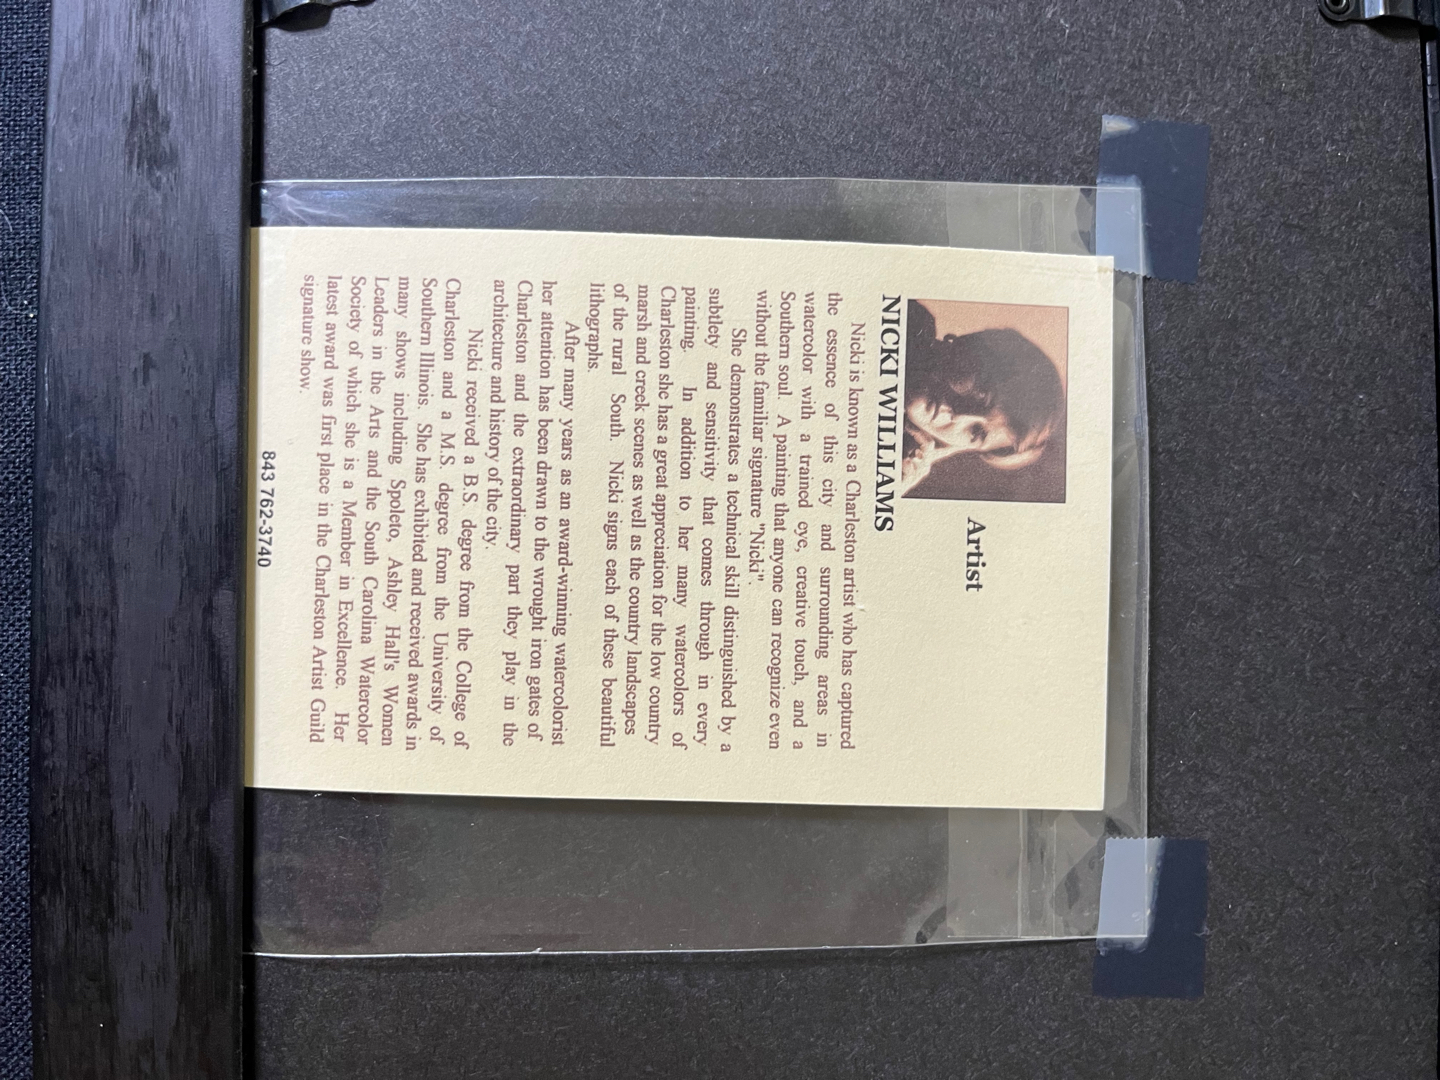 Artist
NICKI WILLIAMS
Nicki is known as a Charleston artist who has captured
the essence of this city and surrounding areas in
watercolor with a trained eye, creative touch, and a
Southern soul. A painting that anyone can recognize even
without the familiar signature "Nicki".
She demonstrates a technical skill distinguished by a
subtlety and sensitivity that comes through in every
painting. In addition to her many watercolors of
Charleston she has a great appreciation for the low country
marsh and creek scenes as well as the country landscapes
of the rural South. Nicki signs each of these beautiful
lithographs.
After many years as an award-winning watercolorist
her attention has been drawn to the wrought iron gates of
Charleston and the extraordinary part they play in the
architecture and history of the city.
Nicki received a B.S. degree from the College of
Charleston and a M.S. degree from the University of
Southern Illinois. She has exhibited and received awards in
many shows including Spoleto, Ashley Hall's Women
Leaders in the Arts and the South Carolina Watercolor
Society of which she is a Member in Excellence. Her
latest award was first place in the Charleston Artist Guild
signature show.
843 762-3740